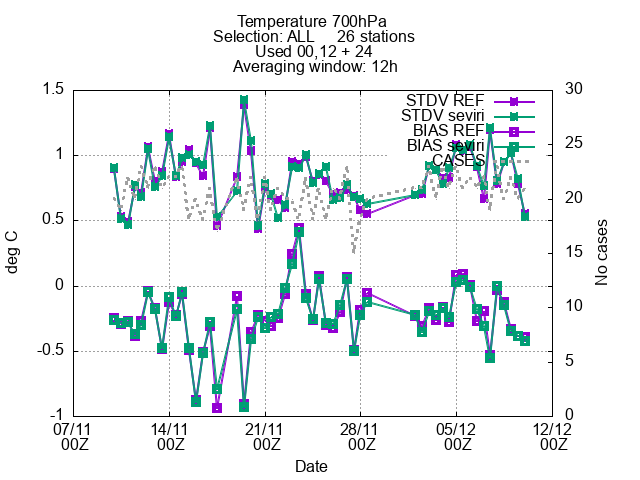 Temperature 700hPa
Selection: ALL 26 stations
Used 00,12 + 24
Averaging window: 12h
STDV REF
STDV seviri
BIAS REF
BIAS seviri
CASES
1.5
1
0.5
0
-0.5
-1
deg C
30
25
20
15
10
5
0
No cases
07/11 14/11 21/11 28/11 05/12 12/12
00Z 00Z 00Z 00Z 00Z 00Z
Date